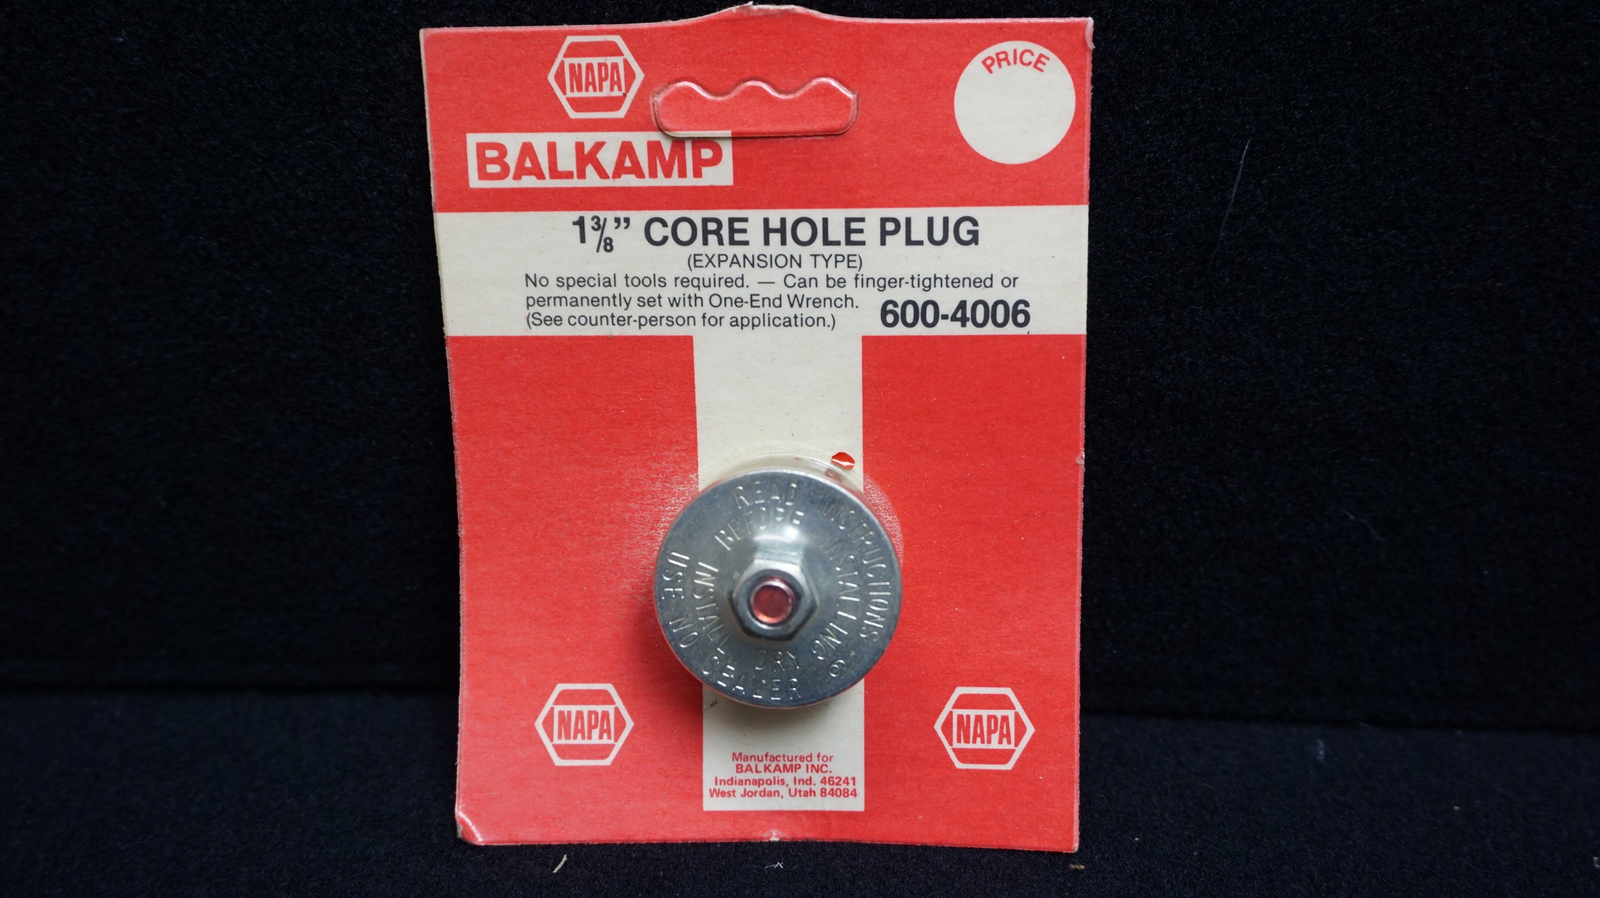 NAPA
PRICE
BALKAMP
1 3/8” CORE HOLE PLUG
(EXPANSION TYPE)
No special tools required. — Can be finger-tightened or
permanently set with One-End Wrench.
(See counter-person for application.)
600-4006
READ INSTRUCTIONS
BEFORE INSTALLING
USE NO SEALER
INSTALL DRY
NAPA
NAPA
Manufactured for
BALKAMP INC.
Indianapolis, Ind. 46241
West Jordan, Utah 84084